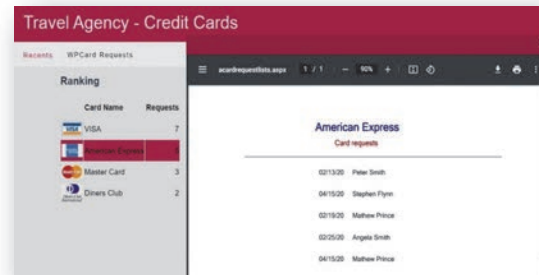 Travel Agency - Credit Cards
Recents WPCard Requests
Ranking
Card Name Requests
VISA VISA 7
American Express
Master Card 3
Diners Club 2
acardrequestlists.aspx 1 / 1 - 90% +
American Express
Card requests
02/13/20 Peter Smith
04/15/20 Stephen Flynn
02/19/20 Mathew Prince
02/25/20 Angela Smith
04/15/20 Mathew Prince